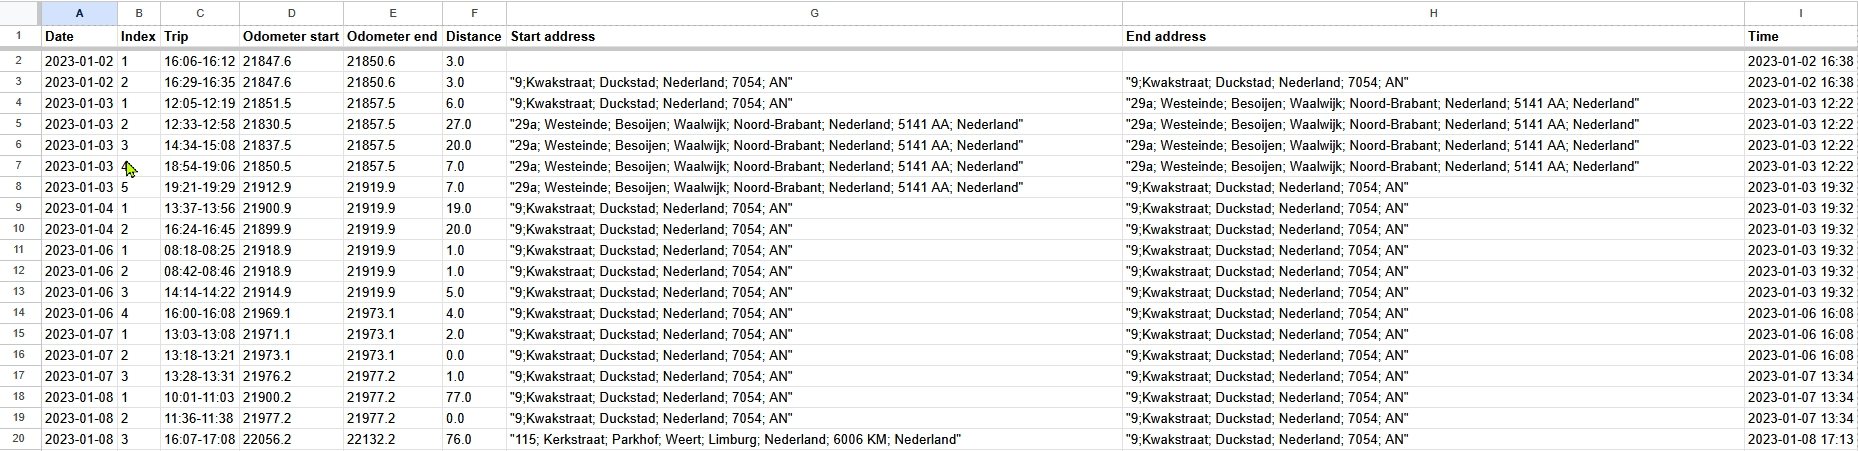 A B C D E F G H I
1 Date Index Trip Odometer start Odometer end Distance Start address End address Time
2 2023-01-02 1 16:06-16:12 21847.6 21850.6 3.0 2023-01-02 16:38
3 2023-01-02 2 16:29-16:35 21847.6 21850.6 3.0 "9;Kwakstraat; Duckstad; Nederland; 7054; AN" "9;Kwakstraat; Duckstad; Nederland; 7054; AN" 2023-01-02 16:38
4 2023-01-03 1 12:05-12:19 21851.5 21857.5 6.0 "9;Kwakstraat; Duckstad; Nederland; 7054; AN" "29a; Westeinde; Besoijen; Waalwijk; Noord-Brabant; Nederland; 5141 AA; Nederland" 2023-01-03 12:22
5 2023-01-03 2 12:33-12:58 21830.5 21857.5 27.0 "29a; Westeinde; Besoijen; Waalwijk; Noord-Brabant; Nederland; 5141 AA; Nederland" "29a; Westeinde; Besoijen; Waalwijk; Noord-Brabant; Nederland; 5141 AA; Nederland" 2023-01-03 12:22
6 2023-01-03 3 14:34-15:08 21837.5 21857.5 20.0 "29a; Westeinde; Besoijen; Waalwijk; Noord-Brabant; Nederland; 5141 AA; Nederland" "29a; Westeinde; Besoijen; Waalwijk; Noord-Brabant; Nederland; 5141 AA; Nederland" 2023-01-03 12:22
7 2023-01-03 4 18:54-19:06 21850.5 21857.5 7.0 "29a; Westeinde; Besoijen; Waalwijk; Noord-Brabant; Nederland; 5141 AA; Nederland" "29a; Westeinde; Besoijen; Waalwijk; Noord-Brabant; Nederland; 5141 AA; Nederland" 2023-01-03 12:22
8 2023-01-03 5 19:21-19:29 21912.9 21919.9 7.0 "29a; Westeinde; Besoijen; Waalwijk; Noord-Brabant; Nederland; 5141 AA; Nederland" "9;Kwakstraat; Duckstad; Nederland; 7054; AN" 2023-01-03 19:32
9 2023-01-04 1 13:37-13:56 21900.9 21919.9 19.0 "9;Kwakstraat; Duckstad; Nederland; 7054; AN" "9;Kwakstraat; Duckstad; Nederland; 7054; AN" 2023-01-03 19:32
10 2023-01-04 2 16:24-16:45 21899.9 21919.9 20.0 "9;Kwakstraat; Duckstad; Nederland; 7054; AN" "9;Kwakstraat; Duckstad; Nederland; 7054; AN" 2023-01-03 19:32
11 2023-01-06 1 08:18-08:25 21918.9 21919.9 1.0 "9;Kwakstraat; Duckstad; Nederland; 7054; AN" "9;Kwakstraat; Duckstad; Nederland; 7054; AN" 2023-01-03 19:32
12 2023-01-06 2 08:42-08:46 21918.9 21919.9 1.0 "9;Kwakstraat; Duckstad; Nederland; 7054; AN" "9;Kwakstraat; Duckstad; Nederland; 7054; AN" 2023-01-03 19:32
13 2023-01-06 3 14:14-14:22 21914.9 21919.9 5.0 "9;Kwakstraat; Duckstad; Nederland; 7054; AN" "9;Kwakstraat; Duckstad; Nederland; 7054; AN" 2023-01-03 19:32
14 2023-01-06 4 16:00-16:08 21969.1 21973.1 4.0 "9;Kwakstraat; Duckstad; Nederland; 7054; AN" "9;Kwakstraat; Duckstad; Nederland; 7054; AN" 2023-01-06 16:08
15 2023-01-07 1 13:03-13:08 21971.1 21973.1 2.0 "9;Kwakstraat; Duckstad; Nederland; 7054; AN" "9;Kwakstraat; Duckstad; Nederland; 7054; AN" 2023-01-06 16:08
16 2023-01-07 2 13:18-13:21 21973.1 21973.1 0.0 "9;Kwakstraat; Duckstad; Nederland; 7054; AN" "9;Kwakstraat; Duckstad; Nederland; 7054; AN" 2023-01-06 16:08
17 2023-01-07 3 13:28-13:31 21976.2 21977.2 1.0 "9;Kwakstraat; Duckstad; Nederland; 7054; AN" "9;Kwakstraat; Duckstad; Nederland; 7054; AN" 2023-01-07 13:34
18 2023-01-08 1 10:01-11:03 21900.2 21977.2 77.0 "9;Kwakstraat; Duckstad; Nederland; 7054; AN" "9;Kwakstraat; Duckstad; Nederland; 7054; AN" 2023-01-07 13:34
19 2023-01-08 2 11:36-11:38 21977.2 21977.2 0.0 "9;Kwakstraat; Duckstad; Nederland; 7054; AN" "9;Kwakstraat; Duckstad; Nederland; 7054; AN" 2023-01-07 13:34
20 2023-01-08 3 16:07-17:08 22056.2 22132.2 76.0 "115; Kerkstraat; Parkhof; Weert; Limburg; Nederland; 6006 KM; Nederland" "9;Kwakstraat; Duckstad; Nederland; 7054; AN" 2023-01-08 17:13